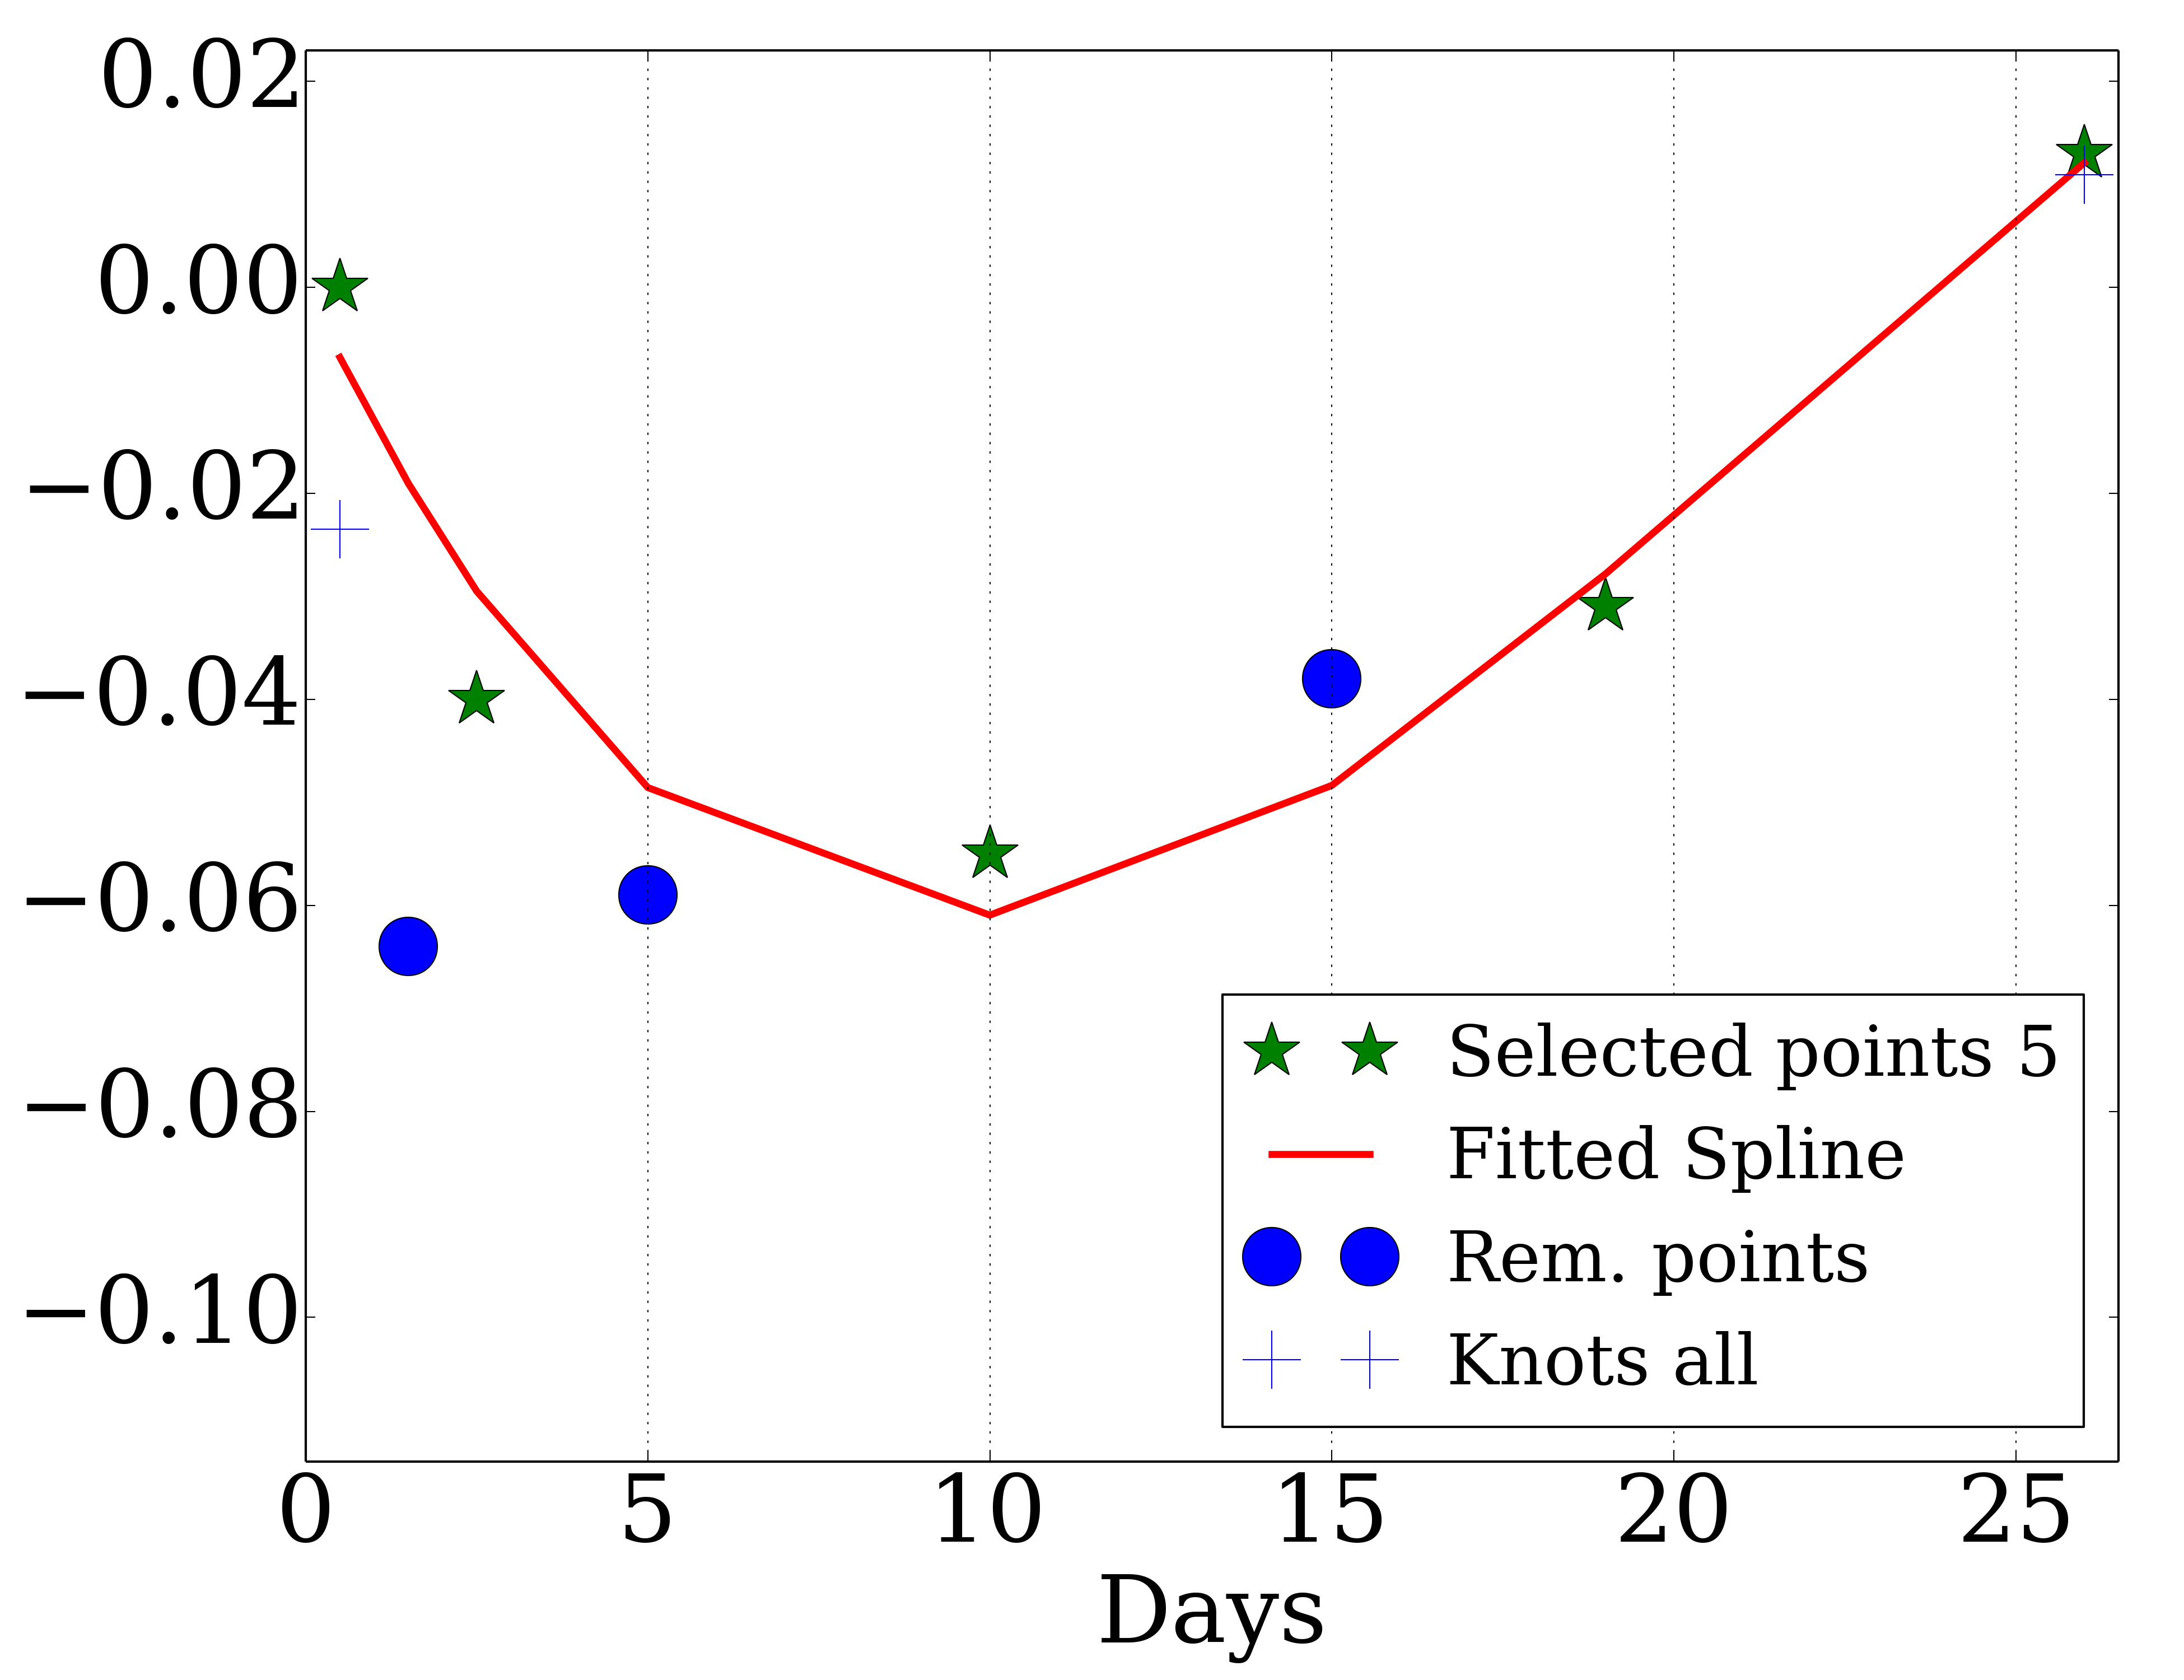 0.02
0.00
−0.02
−0.04
−0.06
−0.08
−0.10
Selected points 5
Fitted Spline
Rem. points
Knots all
0 5 10 15 20 25
Days